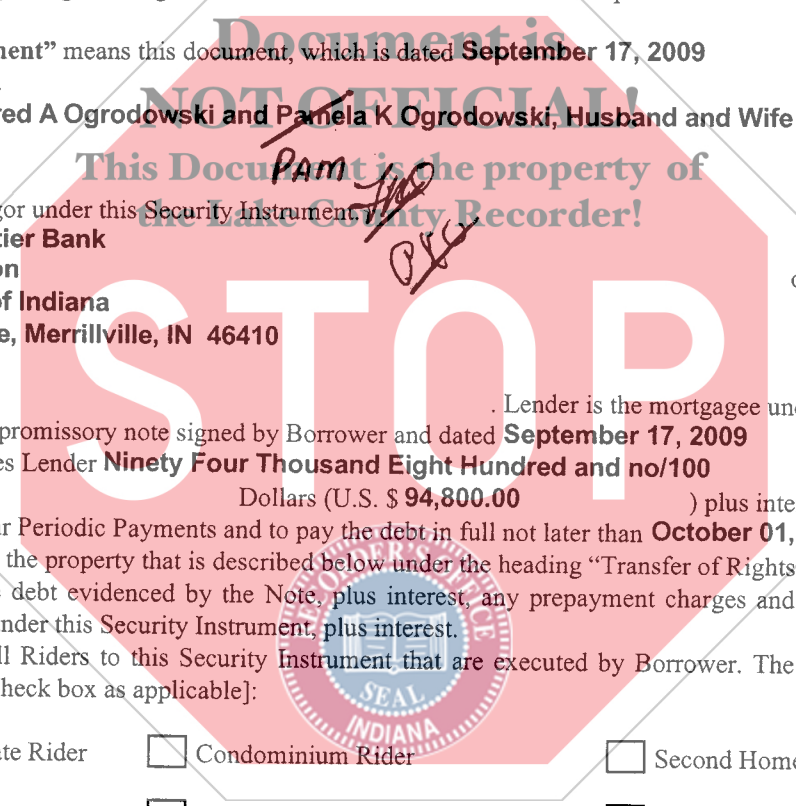 Document is
ment” means this document, which is dated September 17, 2009
NOT OFFICIAL!
red A Ogrodowski and Pamela K Ogrodowski, Husband and Wife
This Document is the property of
PAM
gor under this Security Instrument.
the Lake County Recorder!
tier Bank
on
of Indiana
e, Merrillville, IN 46410
STOP
. Lender is the mortgagee und
promissory note signed by Borrower and dated September 17, 2009
es Lender Ninety Four Thousand Eight Hundred and no/100
Dollars (U.S. $ 94,800.00 ) plus inte
ar Periodic Payments and to pay the debt in full not later than October 01,
the property that is described below under the heading “Transfer of Rights
debt evidenced by the Note, plus interest, any prepayment charges and
under this Security Instrument, plus interest.
ll Riders to this Security Instrument that are executed by Borrower. The
heck box as applicable]:
RECORDER'S OFFICE
SEAL
INDIANA
te Rider Condominium Rider Second Home